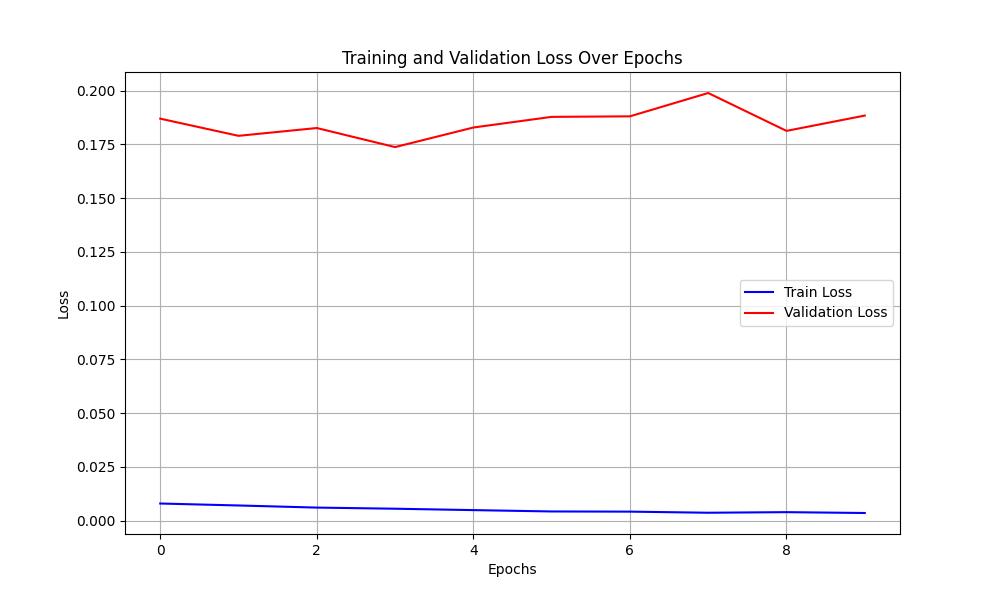 Training and Validation Loss Over Epochs
0.200
0.175
0.150
0.125
0.100
0.075
0.050
0.025
0.000
Loss
Train Loss
Validation Loss
0 2 4 6 8
Epochs